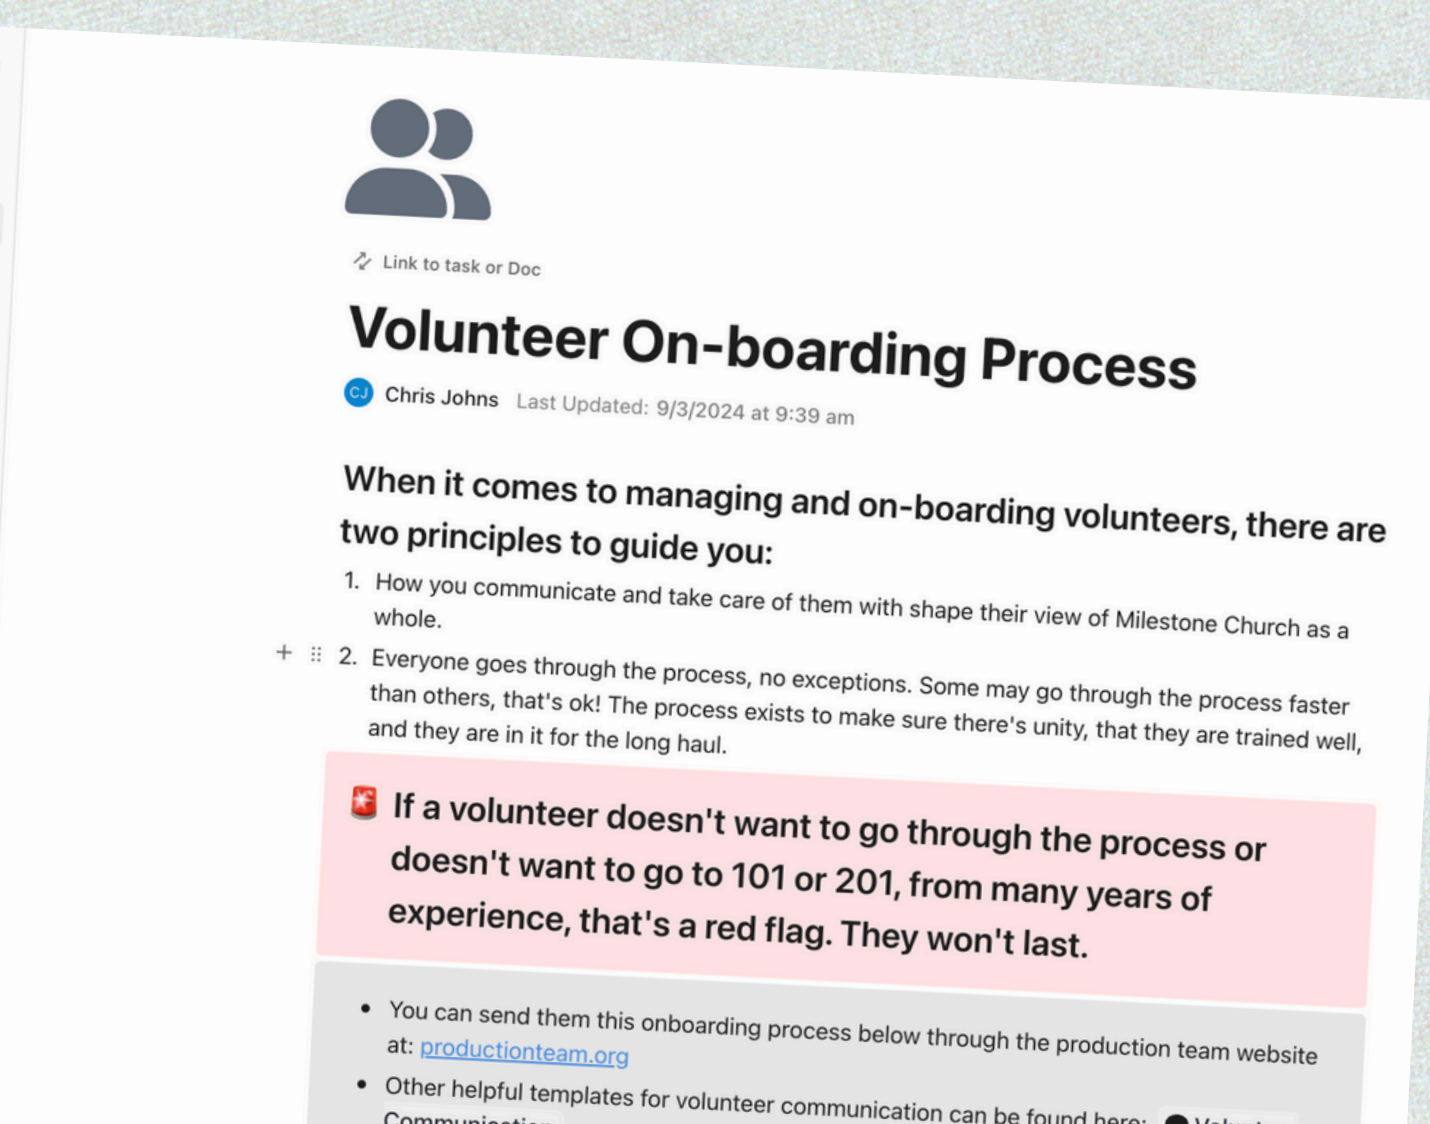 Link to task or Doc
Volunteer On-boarding Process
CJ Chris Johns Last Updated: 9/3/2024 at 9:39 am
When it comes to managing and on-boarding volunteers, there are
two principles to guide you:
1. How you communicate and take care of them with shape their view of Milestone Church as a
whole.
2. Everyone goes through the process, no exceptions. Some may go through the process faster
than others, that's ok! The process exists to make sure there's unity, that they are trained well,
and they are in it for the long haul.
If a volunteer doesn't want to go through the process or
doesn't want to go to 101 or 201, from many years of
experience, that's a red flag. They won't last.
• You can send them this onboarding process below through the production team website
at: productionteam.org
• Other helpful templates for volunteer communication can be found here: